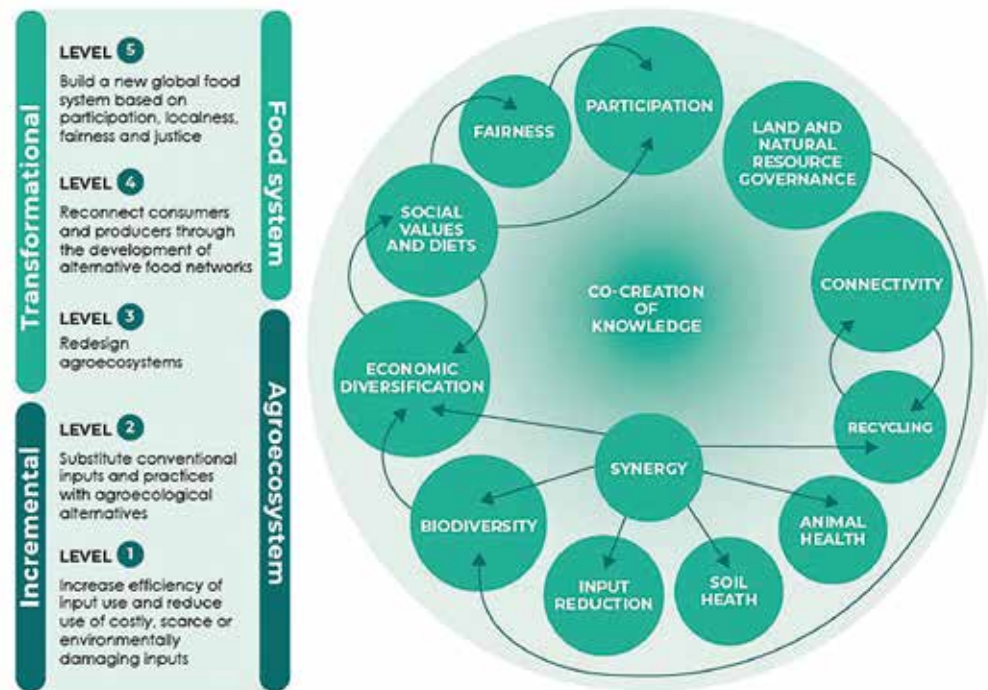 Transformational
Incremental
LEVEL 5
Build a new global food
system based on
participation, localness,
fairness and justice
LEVEL 4
Reconnect consumers
and producers through
the development of
alternative food networks
LEVEL 3
Redesign
agroecosystems
LEVEL 2
Substitute conventional
inputs and practices
with agroecological
alternatives
LEVEL 1
Increase efficiency of
input use and reduce
use of costly, scarce or
environmentally
damaging inputs
Food system
Agroecosystem
PARTICIPATION
FAIRNESS
LAND AND
NATURAL
RESOURCE
GOVERNANCE
SOCIAL
VALUES
AND DIETS
CONNECTIVITY
CO-CREATION
OF
KNOWLEDGE
ECONOMIC
DIVERSIFICATION
RECYCLING
SYNERGY
BIODIVERSITY
ANIMAL
HEALTH
INPUT
REDUCTION
SOIL
HEATH